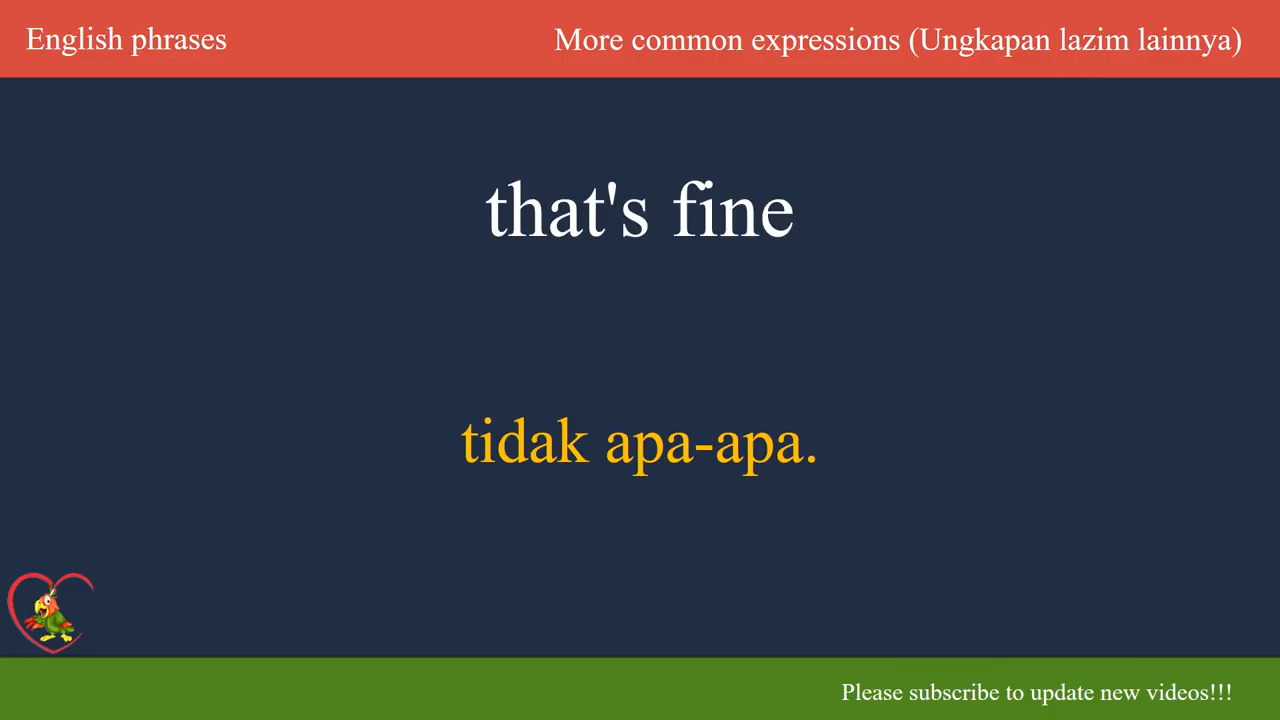 English phrases
More common expressions (Ungkapan lazim lainnya)
that's fine
tidak apa-apa.
Please subscribe to update new videos!!!